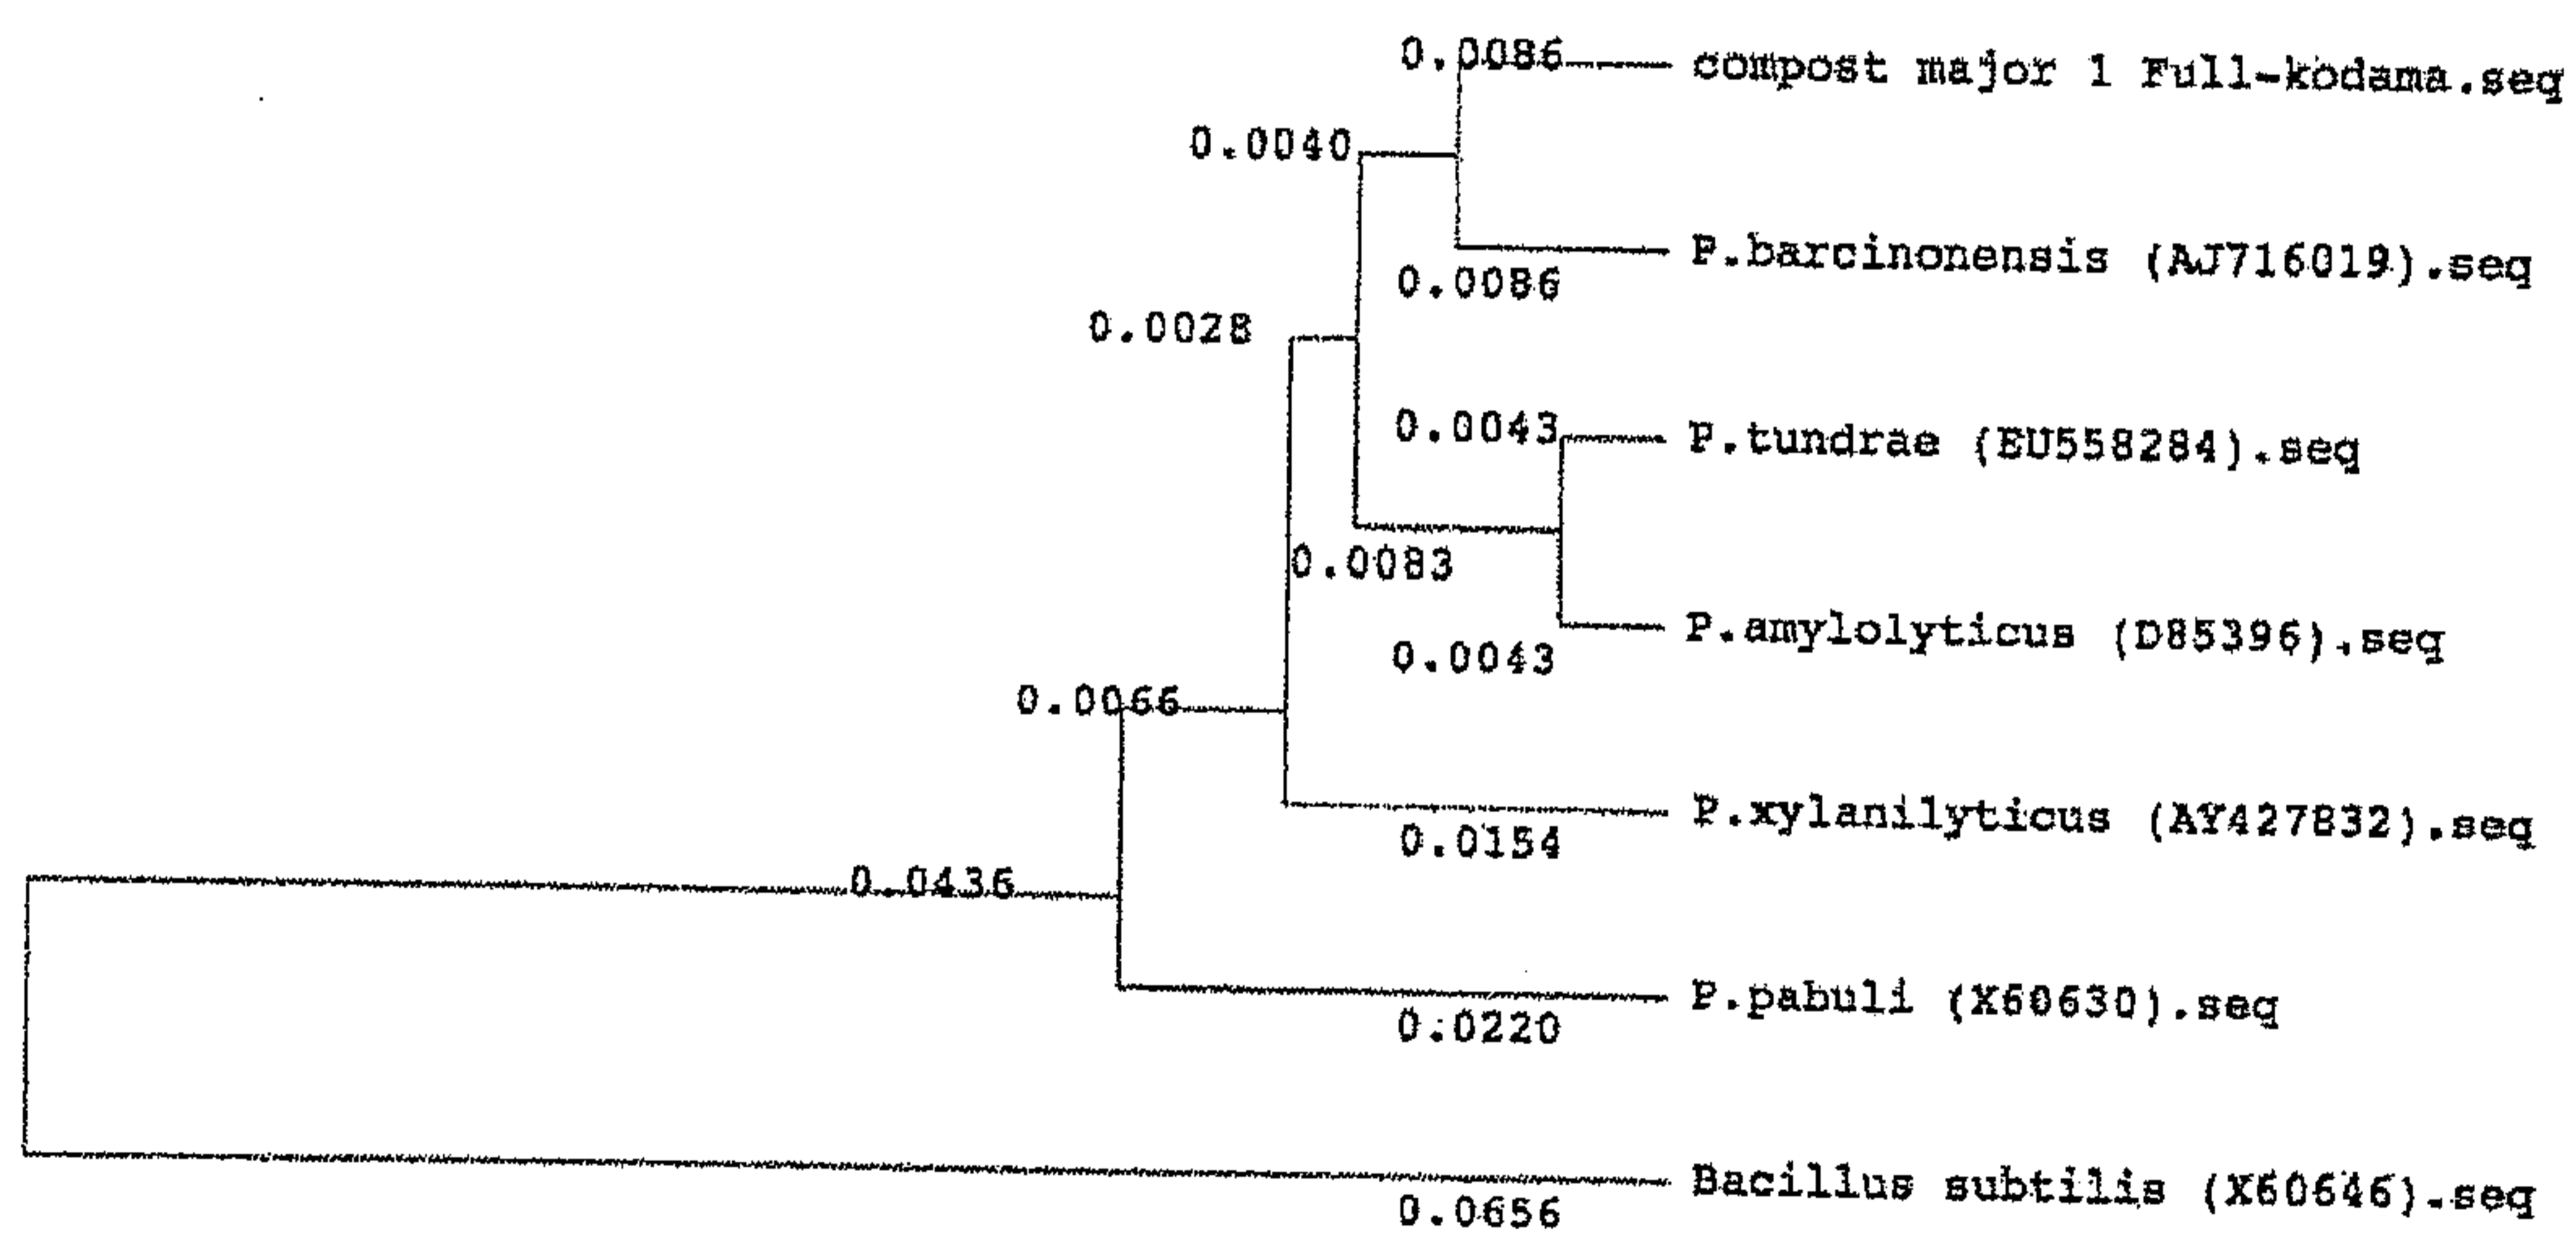 0.0086 compost major 1 Full-kodama.seq
0.0040
P.barcinonensis (AJ716019).seq
0.0086
0.0028
0.0043 P.tundrae (EU558284).seq
0.0083
P.amylolyticus (D85396).seq
0.0043
0.0066
P.xylanilyticus (AY427832).seq
0.0154
0.0436
P.pabuli (X60630).seq
0.0220
Bacillus subtilis (X60646).seq
0.0656